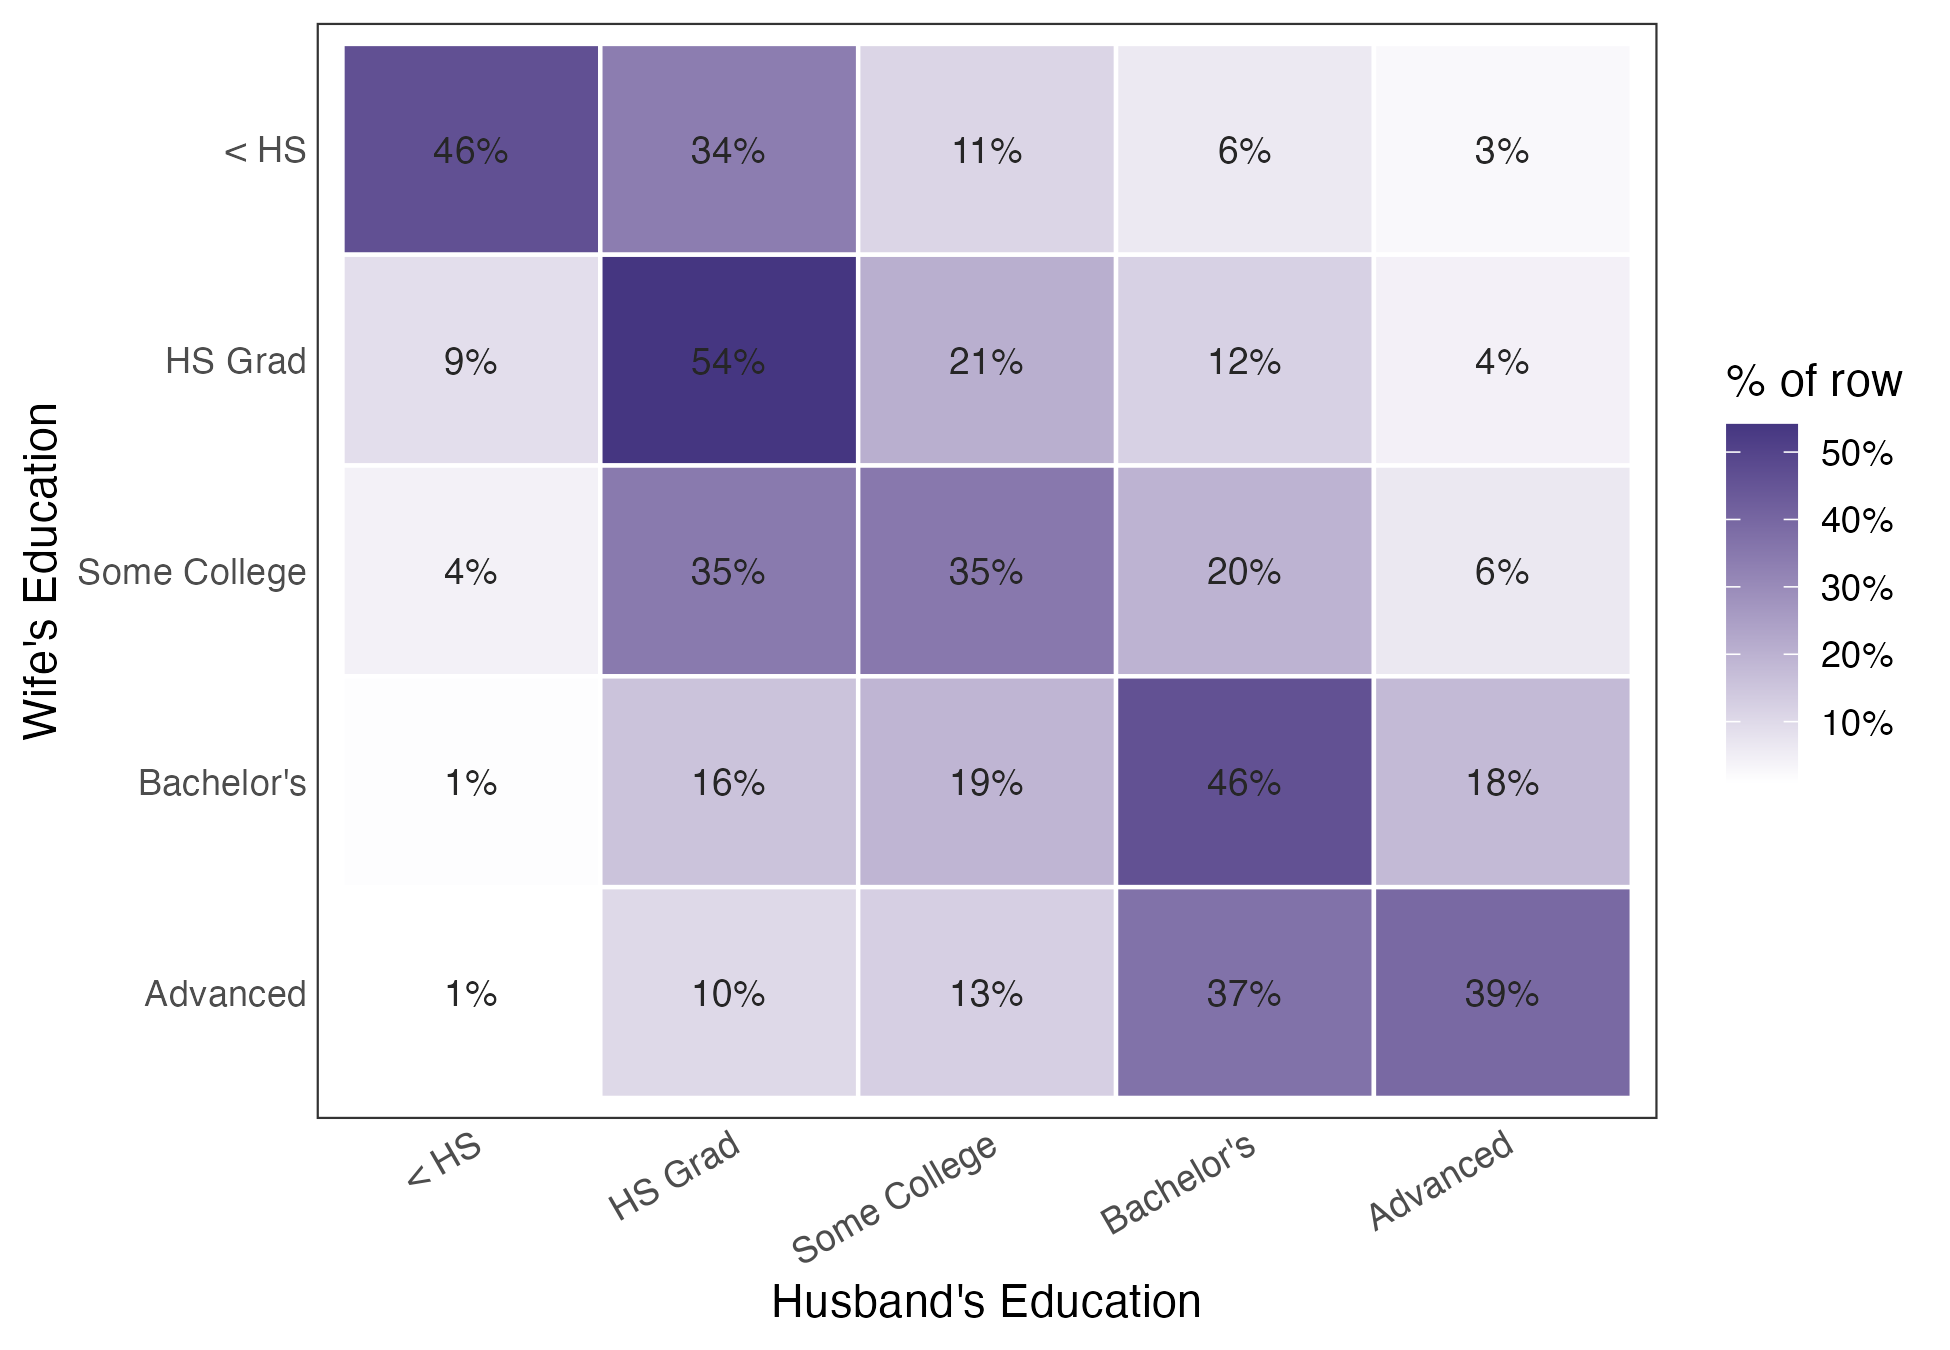 < HS 46% 34% 11% 6% 3%
HS Grad 9% 54% 21% 12% 4%
Some College 4% 35% 35% 20% 6%
Bachelor's 1% 16% 19% 46% 18%
Advanced 1% 10% 13% 37% 39%
Wife's Education
< HS HS Grad Some College Bachelor's Advanced
Husband's Education
% of row
50%
40%
30%
20%
10%